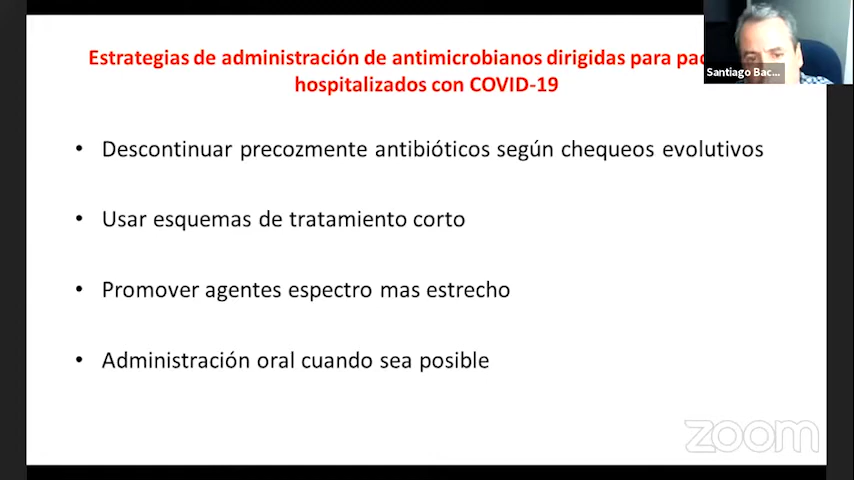 Estrategias de administración de antimicrobianos dirigidas para
hospitalizados con COVID-19
Santiago Bac...
• Descontinuar precozmente antibióticos según chequeos evolutivos
• Usar esquemas de tratamiento corto
• Promover agentes espectro mas estrecho
• Administración oral cuando sea posible
zoom